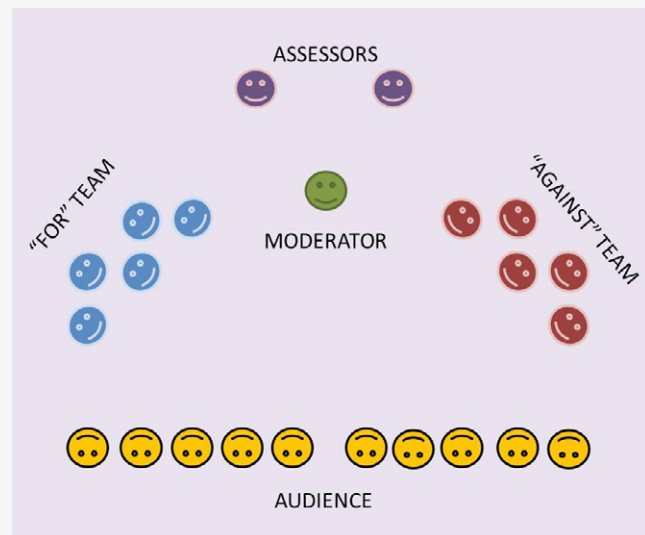 ASSESSORS
“FOR” TEAM
“AGAINST” TEAM
MODERATOR
AUDIENCE